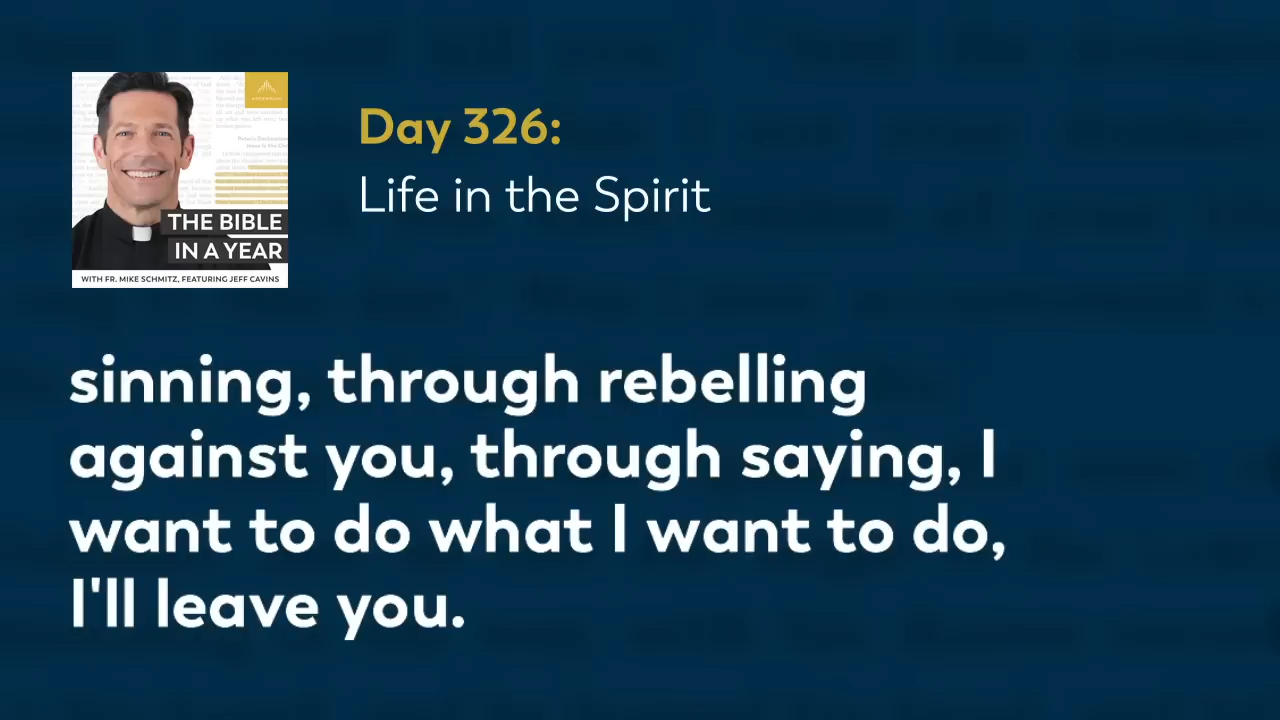 Day 326:
Life in the Spirit
THE BIBLE
IN A YEAR
WITH FR. MIKE SCHMITZ, FEATURING JEFF CAVINS
sinning, through rebelling
against you, through saying, I
want to do what I want to do,
I'll leave you.